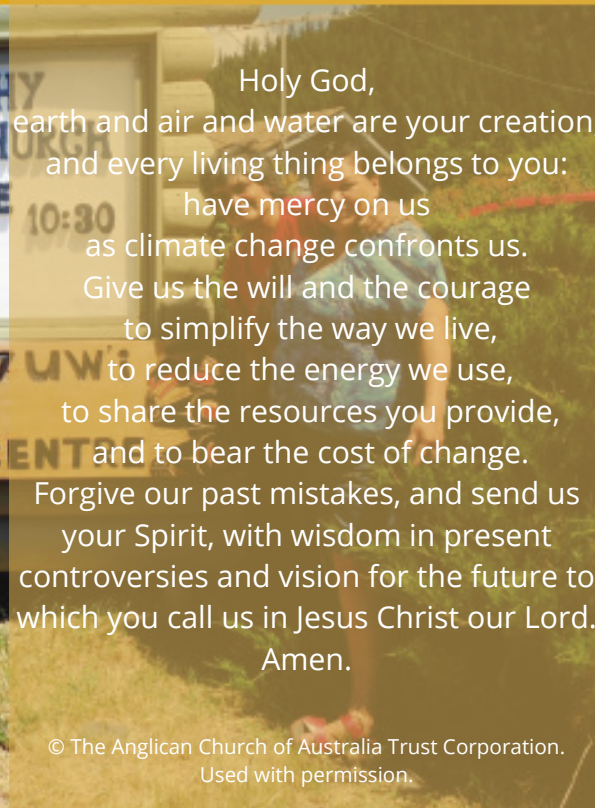 Holy God,
earth and air and water are your creation
and every living thing belongs to you:
have mercy on us
as climate change confronts us.
Give us the will and the courage
to simplify the way we live,
to reduce the energy we use,
to share the resources you provide,
and to bear the cost of change.
Forgive our past mistakes, and send us
your Spirit, with wisdom in present
controversies and vision for the future to
which you call us in Jesus Christ our Lord.
Amen.
© The Anglican Church of Australia Trust Corporation.
Used with permission.
10:30